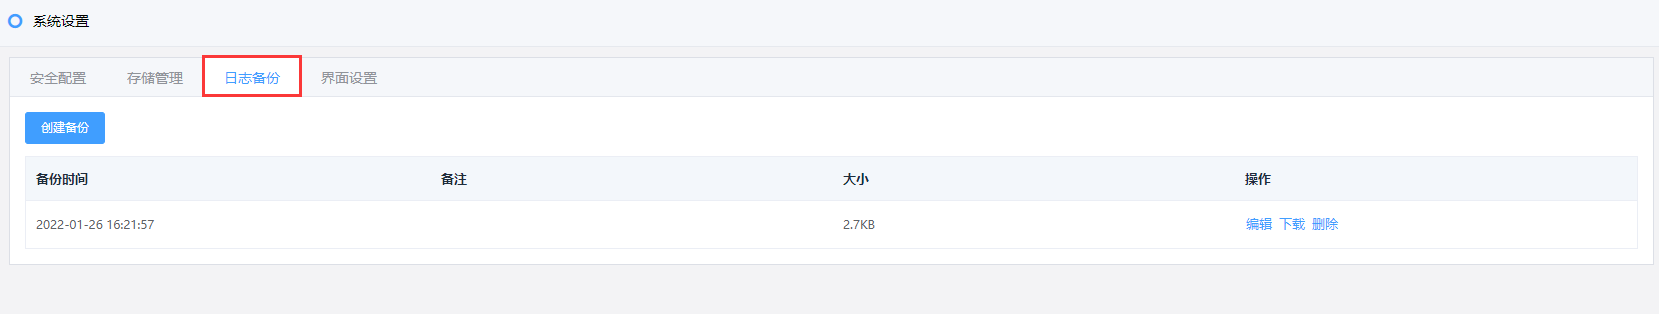 系统设置
安全配置 存储管理 日志备份 界面设置
创建备份
备份时间 备注 大小 操作
2022-01-26 16:21:57 2.7KB 编辑 下载 删除